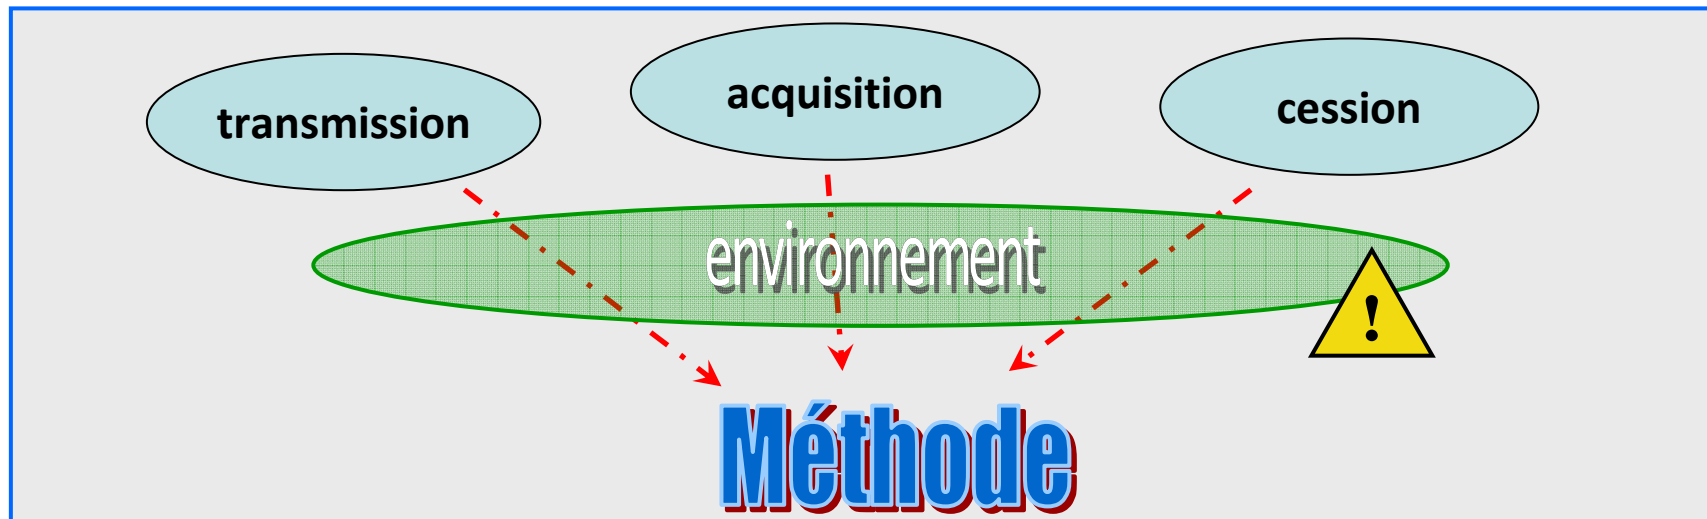 transmission
acquisition
cession
environnement
!
Méthode